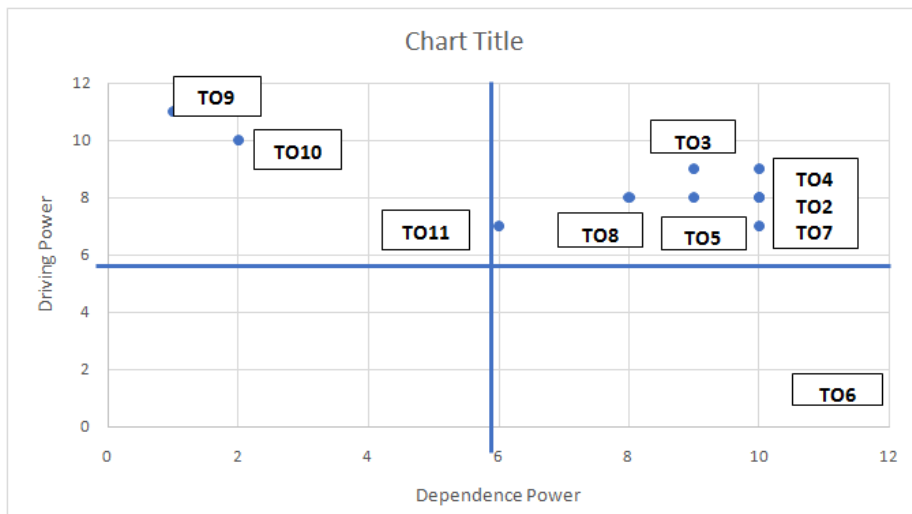 Chart Title
12
TO9
10
TO10
TO3
8
TO4
TO2
TO7
TO11
TO8
TO5
6
4
2
TO6
0
Driving Power
0 2 4 6 8 10 12
Dependence Power